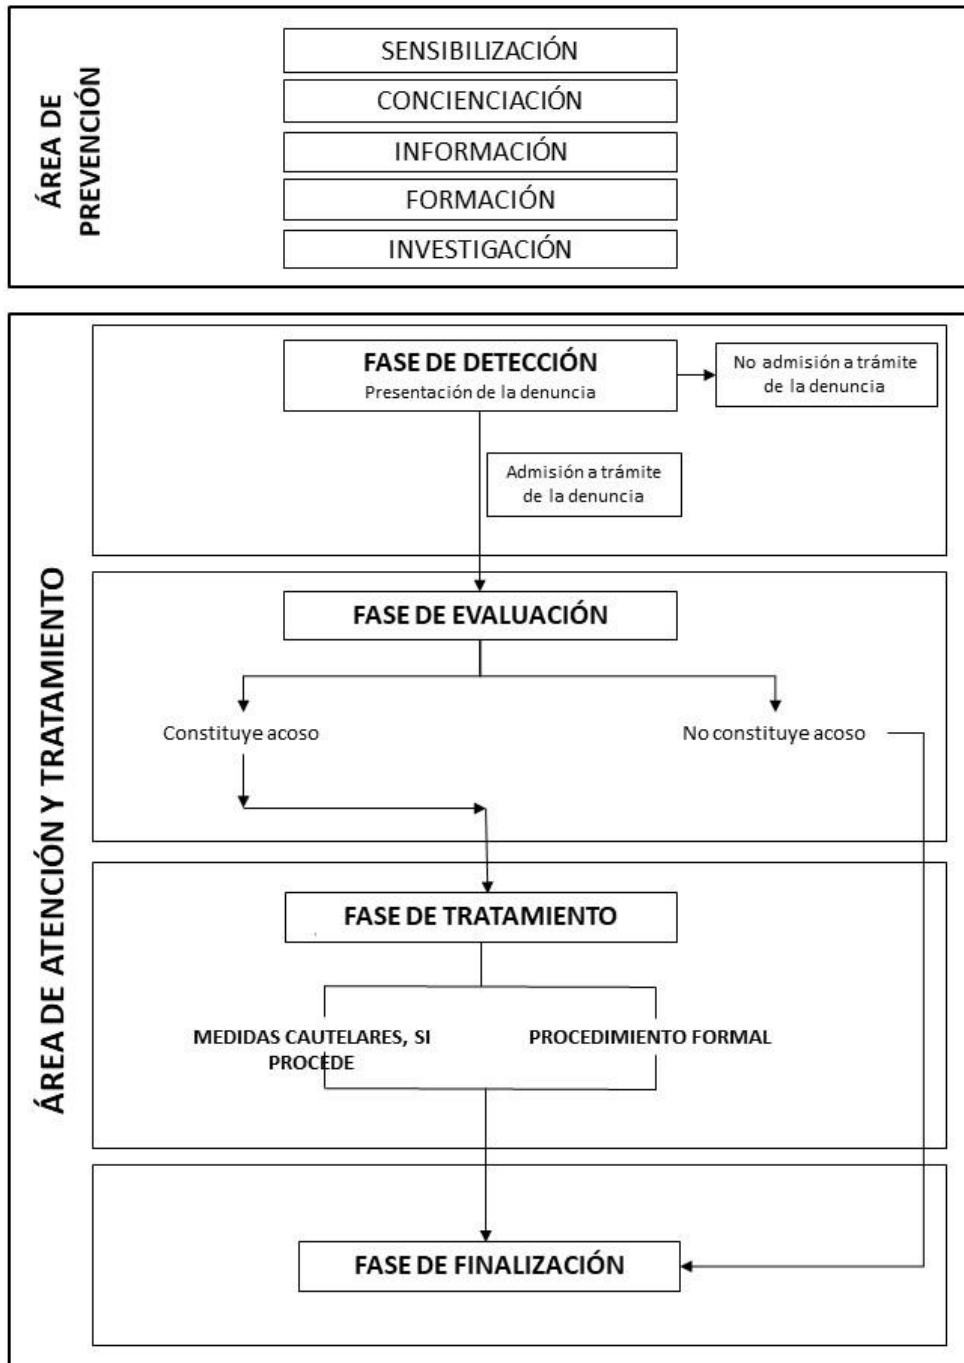 ÁREA DE
PREVENCIÓN
SENSIBILIZACIÓN
CONCIENCIACIÓN
INFORMACIÓN
FORMACIÓN
INVESTIGACIÓN
ÁREA DE ATENCIÓN Y TRATAMIENTO
FASE DE DETECCIÓN
Presentación de la denuncia
No admisión a trámite
de la denuncia
Admisión a trámite
de la denuncia
FASE DE EVALUACIÓN
Constituye acoso
No constituye acoso
FASE DE TRATAMIENTO
MEDIDAS CAUTELARES, SI
PROCEDE
PROCEDIMIENTO FORMAL
FASE DE FINALIZACIÓN